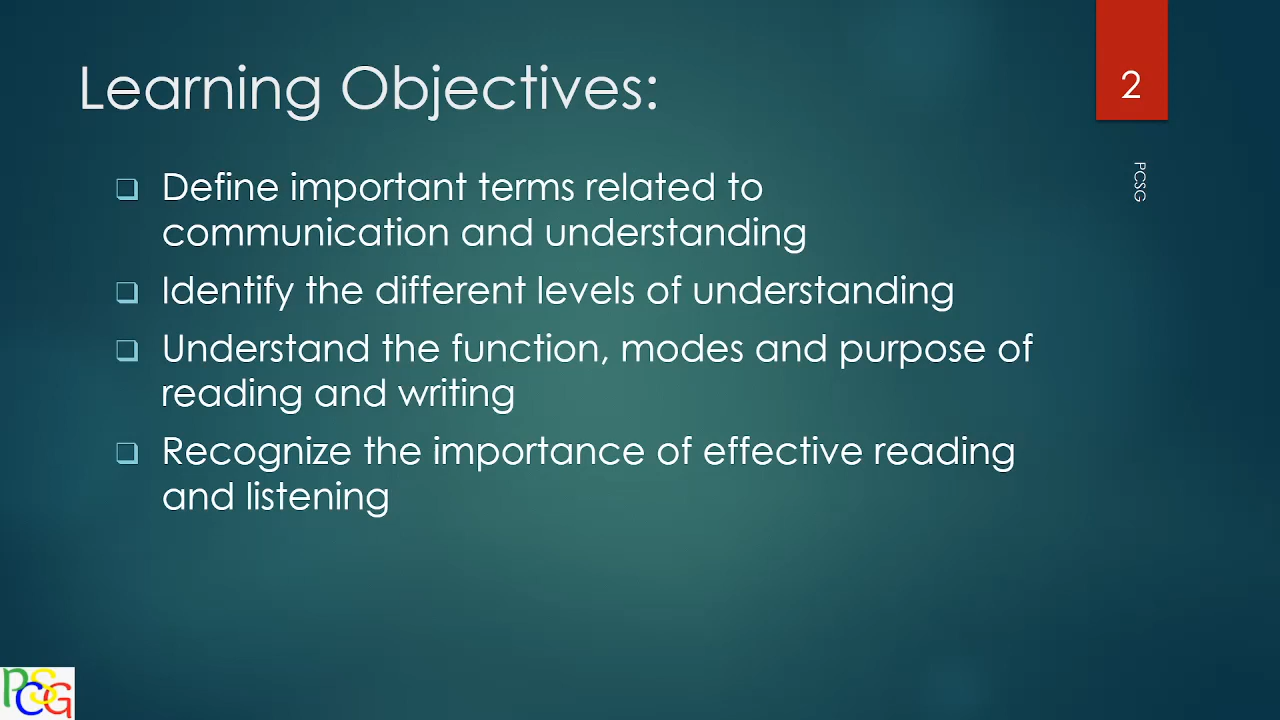 Learning Objectives:
2
PCSG
❑ Define important terms related to
communication and understanding
❑ Identify the different levels of understanding
❑ Understand the function, modes and purpose of
reading and writing
❑ Recognize the importance of effective reading
and listening
PCSG